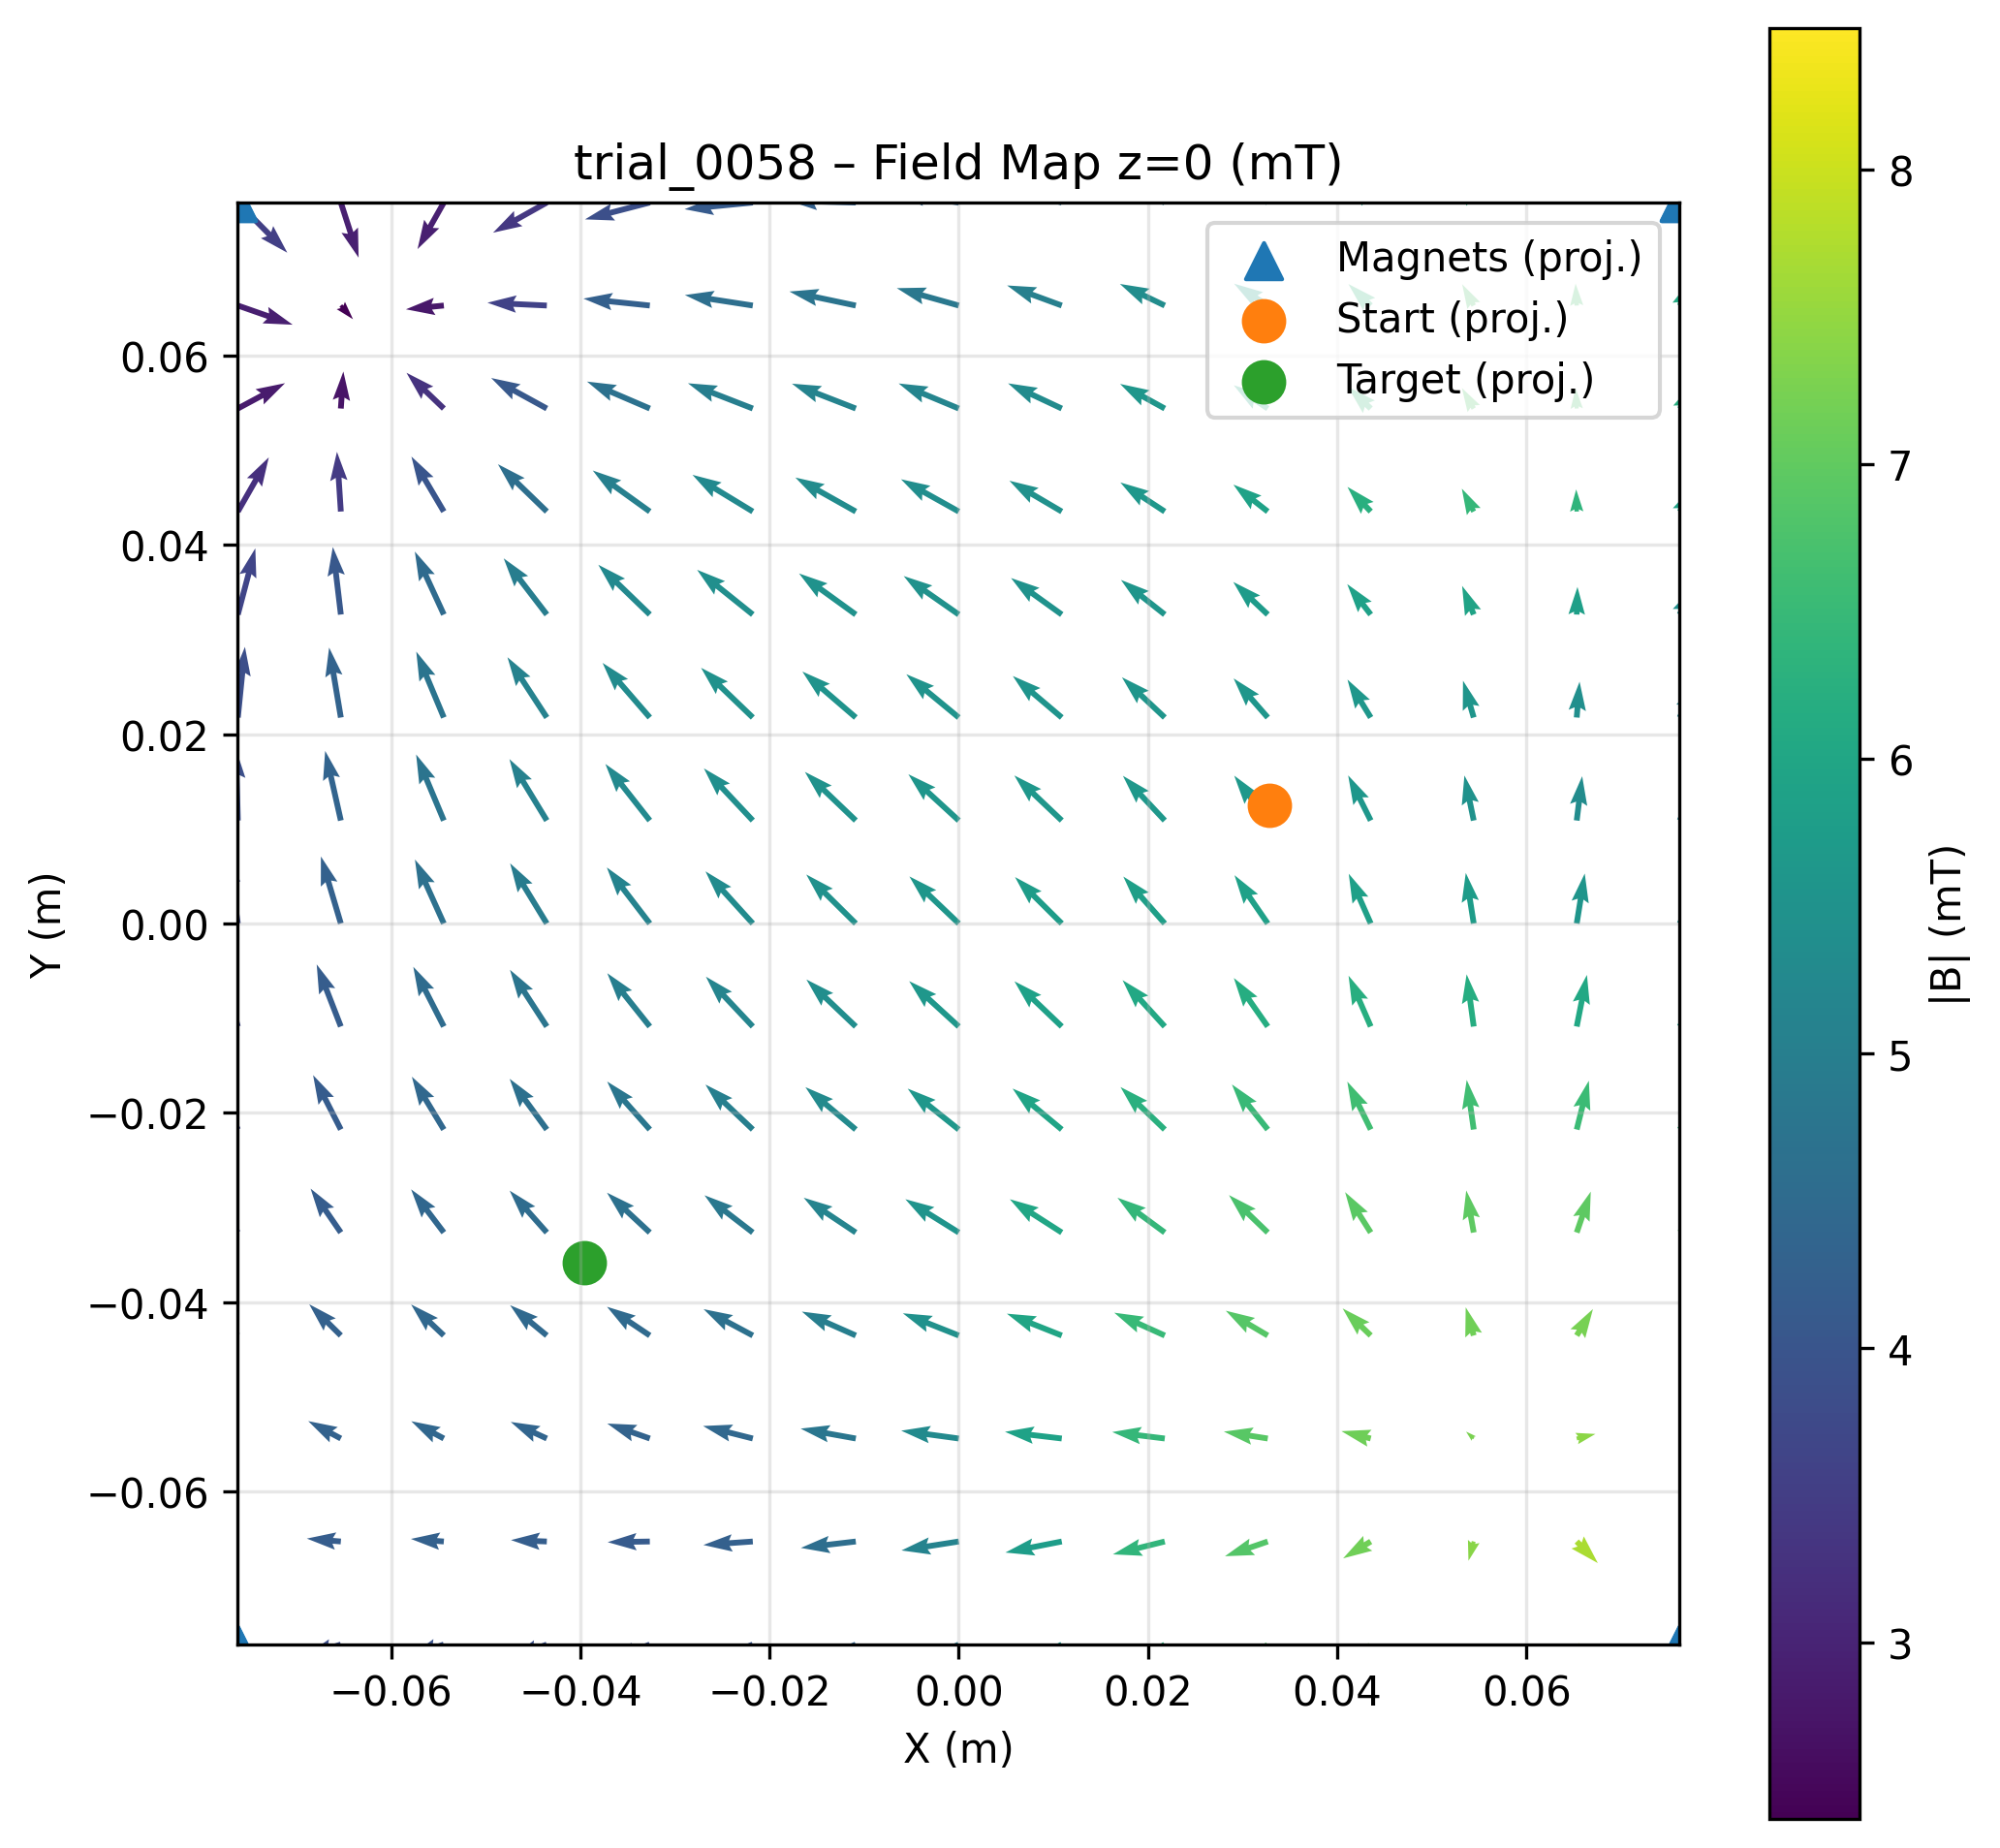 trial_0058 – Field Map z=0 (mT)
Magnets (proj.)
Start (proj.)
Target (proj.)
0.06
0.04
0.02
0.00
−0.02
−0.04
−0.06
Y (m)
−0.06
−0.04
−0.02
0.00
0.02
0.04
0.06
X (m)
8
7
6
5
4
3
|B| (mT)